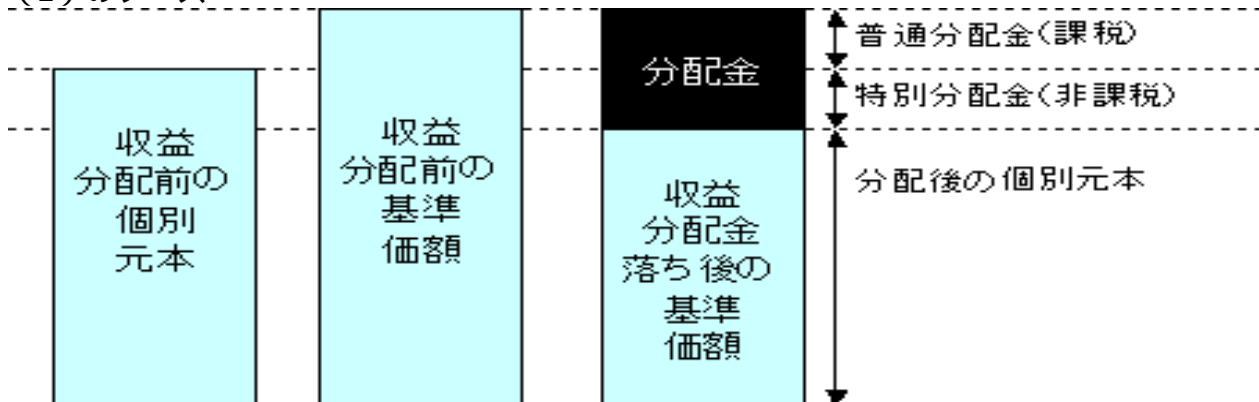 収益
分配前の
個別
元本
収益
分配前の
基準
価額
分配金
収益
分配金
落ち後の
基準
価額
普通分配金(課税)
特別分配金(非課税)
分配後の個別元本